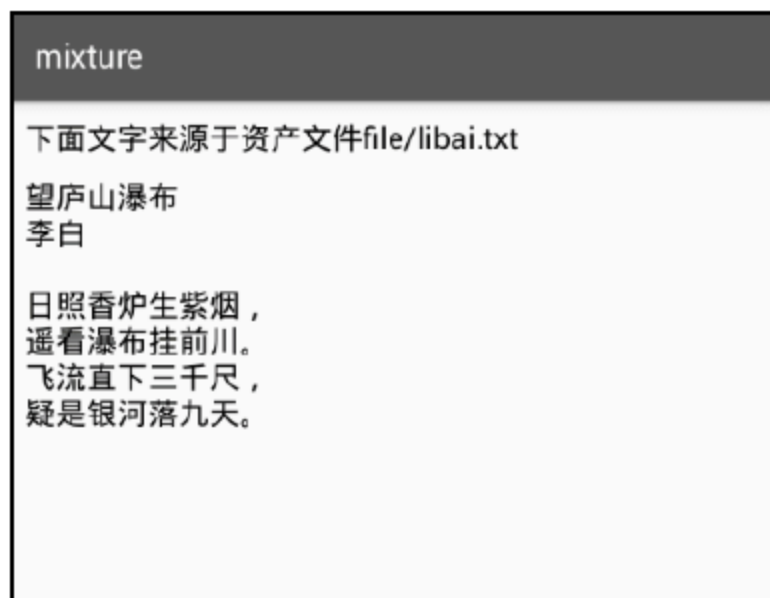 mixture
下面文字来源于资产文件file/libai.txt
望庐山瀑布
李白
日照香炉生紫烟，
遥看瀑布挂前川。
飞流直下三千尺，
疑是银河落九天。